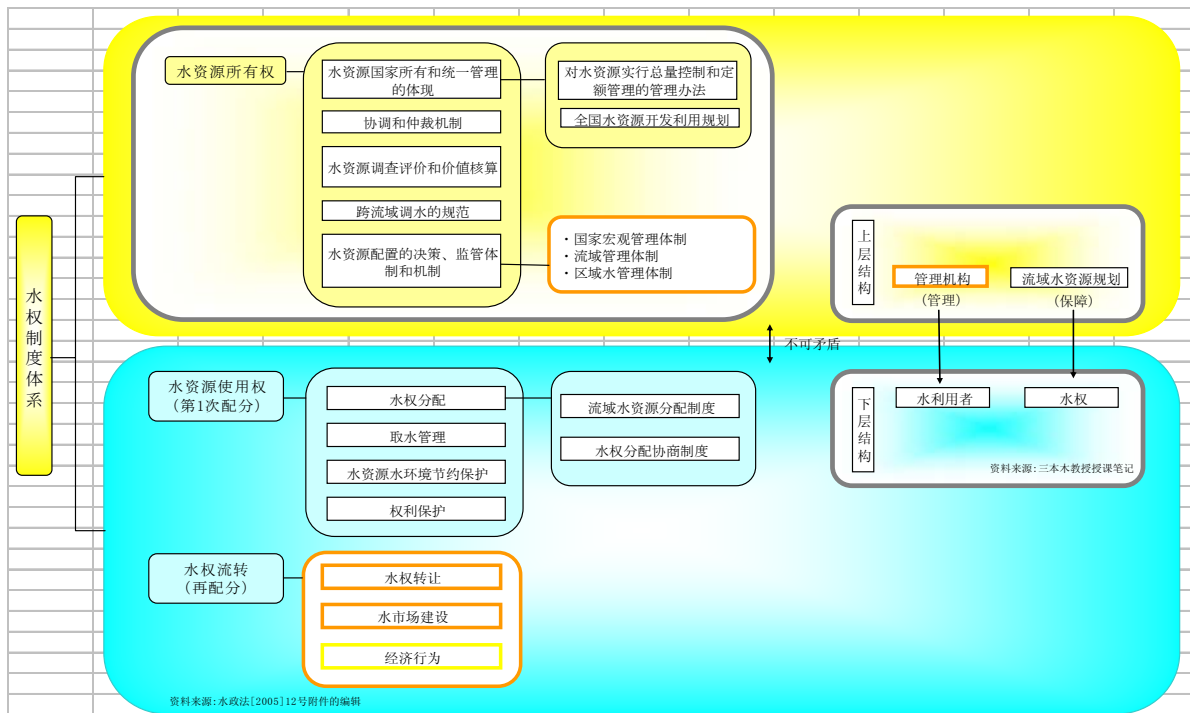 水权制度体系
水资源所有权
水资源国家所有和统一管理
的体现
协调和仲裁机制
水资源调查评价和价值核算
跨流域调水的规范
水资源配置的决策、监管体
制和机制
对水资源实行总量控制和定
额管理的管理办法
全国水资源开发利用规划
・国家宏观管理体制
・流域管理体制
・区域水管理体制
上层结构
管理机构
(管理)
流域水资源规划
(保障)
不可矛盾
水资源使用权
(第1次配分)
水权分配
取水管理
水资源水环境节约保护
权利保护
流域水资源分配制度
水权分配协商制度
下层结构
水利用者
水权
资料来源:三本木教授授课笔记
水权流转
(再配分)
水权转让
水市场建设
经济行为
资料来源:水政法[2005]12号附件的编辑